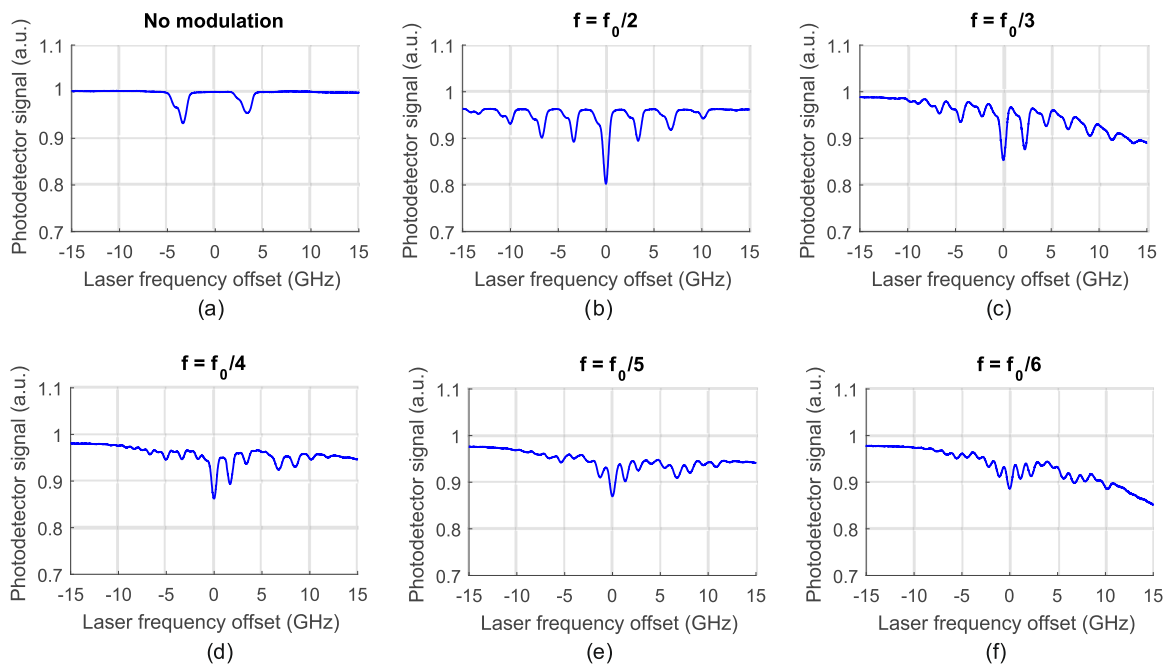 No modulation
Photodetector signal (a.u.)
1.1
1
0.9
0.8
0.7
-15 -10 -5 0 5 10 15
Laser frequency offset (GHz)
(a)
f = f0/2
Photodetector signal (a.u.)
1.1
1
0.9
0.8
0.7
-15 -10 -5 0 5 10 15
Laser frequency offset (GHz)
(b)
f = f0/3
Photodetector signal (a.u.)
1.1
1
0.9
0.8
0.7
-15 -10 -5 0 5 10 15
Laser frequency offset (GHz)
(c)
f = f0/4
Photodetector signal (a.u.)
1.1
1
0.9
0.8
0.7
-15 -10 -5 0 5 10 15
Laser frequency offset (GHz)
(d)
f = f0/5
Photodetector signal (a.u.)
1.1
1
0.9
0.8
0.7
-15 -10 -5 0 5 10 15
Laser frequency offset (GHz)
(e)
f = f0/6
Photodetector signal (a.u.)
1.1
1
0.9
0.8
0.7
-15 -10 -5 0 5 10 15
Laser frequency offset (GHz)
(f)